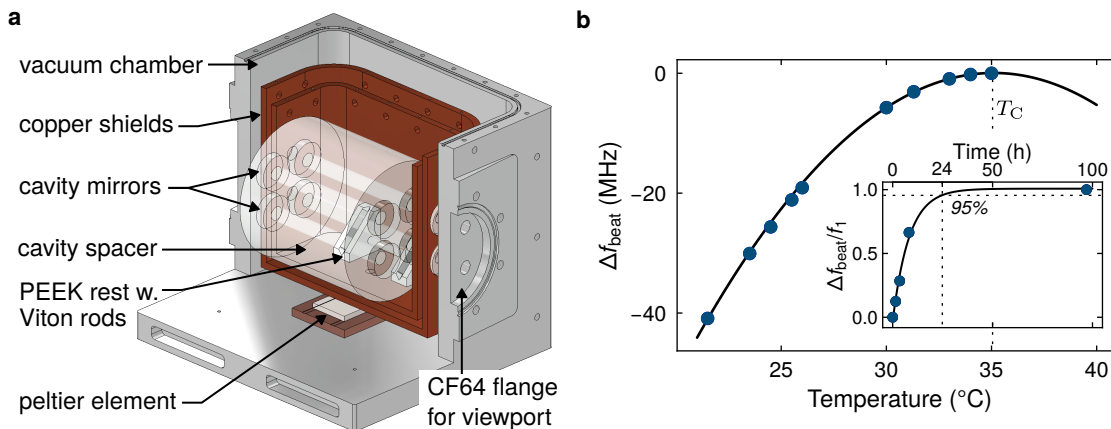 a
vacuum chamber
copper shields
cavity mirrors
cavity spacer
PEEK rest w.
Viton rods
peltier element
CF64 flange
for viewport
b
Δf_beat (MHz)
0
−20
−40
25
30
35
40
Temperature (°C)
T_C
Time (h)
0
24
50
100
1.0
0.5
0.0
Δf_beat/f_1
95%